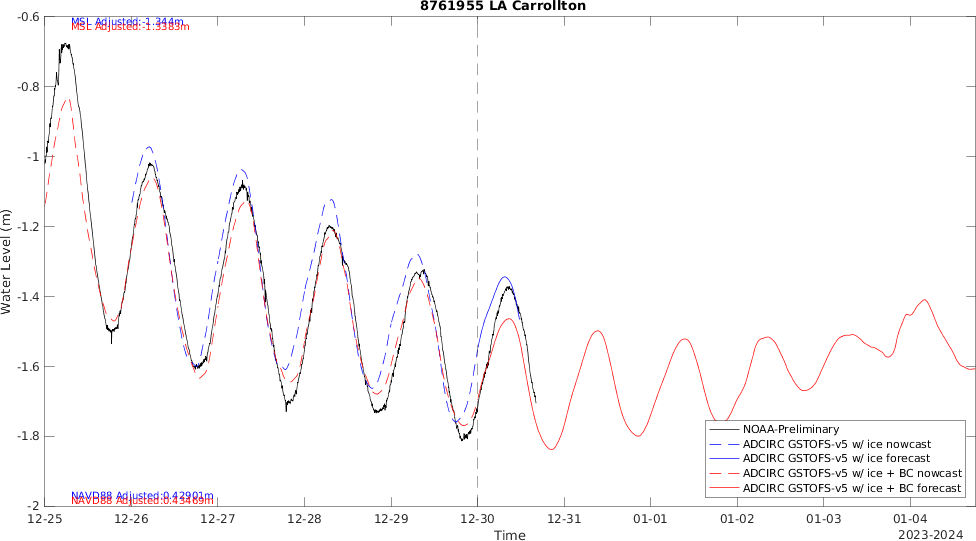 8761955 LA Carrollton
MSL Adjusted:-1.344m
MSL Adjusted:-1.3383m
-0.6
-0.8
-1
-1.2
-1.4
-1.6
-1.8
-2
Water Level (m)
NOAA-Preliminary
ADCIRC GSTOFS-v5 w/ ice nowcast
ADCIRC GSTOFS-v5 w/ ice forecast
ADCIRC GSTOFS-v5 w/ ice + BC nowcast
ADCIRC GSTOFS-v5 w/ ice + BC forecast
NAVD88 Adjusted:0.42901m
NAVD88 Adjusted:0.43469m
12-25 12-26 12-27 12-28 12-29 12-30 12-31 01-01 01-02 01-03 01-04
Time
2023-2024